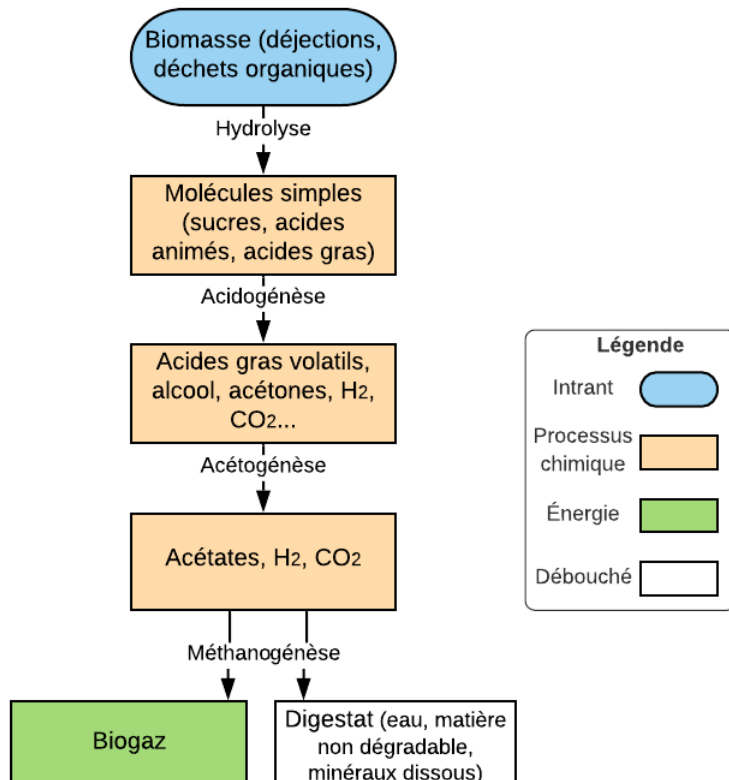 Biomasse (déjections,
déchets organiques)
Hydrolyse
Molécules simples
(sucres, acides
animés, acides gras)
Acidogénèse
Acides gras volatils,
alcool, acétones, H2,
CO2...
Acétogénèse
Acétates, H2, CO2
Méthanogénèse
Biogaz
Digestat (eau, matière
non dégradable,
minéraux dissous)
Légende
Intrant
Processus
chimique
Énergie
Débouché